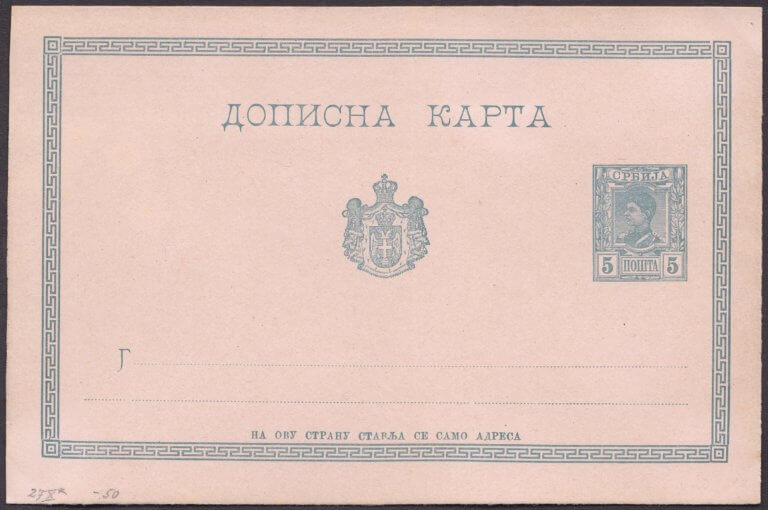 ДОПИСНА КАРТА
СРБИЈА
5 ПОШТА 5
Г
НА ОВУ СТРАНУ СТАВЉА СЕ САМО АДРЕСА
-50